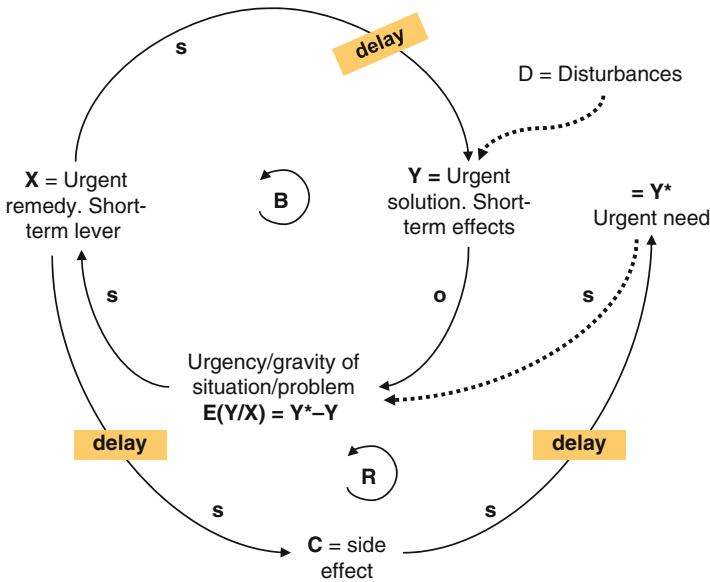 s
delay
D = Disturbances
X = Urgent
remedy. Short-
term lever
B
Y = Urgent
solution. Short-
term effects
= Y*
Urgent need
s
o
s
Urgency/gravity of
situation/problem
E(Y/X) = Y*–Y
delay
R
delay
s
s
C = side
effect